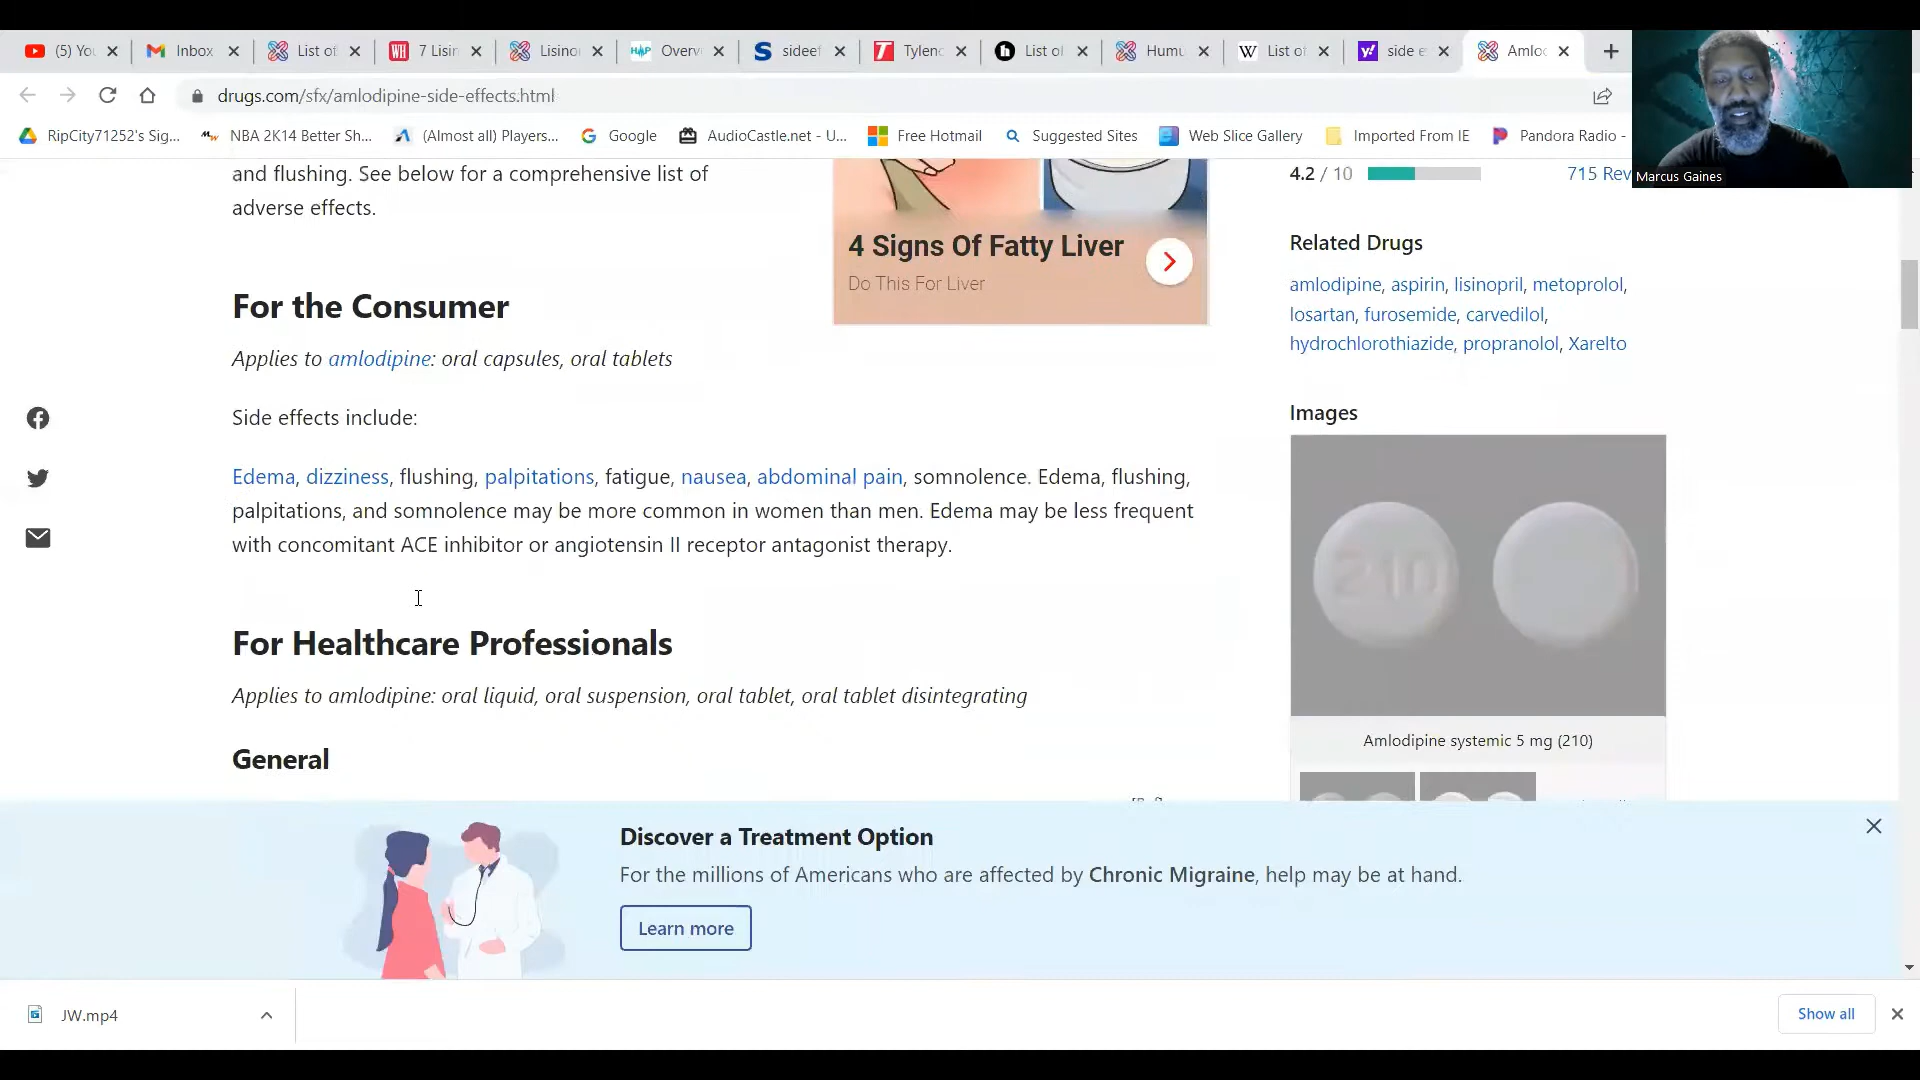 (5) Yo
Inbox
List of
7 Lisin
Lisino
Overv
sideef
Tylen
List of
Humu
List of
side e
Amlo
drugs.com/sfx/amlodipine-side-effects.html
RipCity71252's Sig...
NBA 2K14 Better Sh...
(Almost all) Players...
Google
AudioCastle.net - U...
Free Hotmail
Suggested Sites
Web Slice Gallery
Imported From IE
Pandora Radio -
Marcus Gaines
and flushing. See below for a comprehensive list of
adverse effects.
4 Signs Of Fatty Liver
Do This For Liver
For the Consumer
Applies to amlodipine: oral capsules, oral tablets
Side effects include:
Edema, dizziness, flushing, palpitations, fatigue, nausea, abdominal pain, somnolence. Edema, flushing,
palpitations, and somnolence may be more common in women than men. Edema may be less frequent
with concomitant ACE inhibitor or angiotensin II receptor antagonist therapy.
For Healthcare Professionals
Applies to amlodipine: oral liquid, oral suspension, oral tablet, oral tablet disintegrating
General
4.2 / 10
715 Rev
Related Drugs
amlodipine, aspirin, lisinopril, metoprolol,
losartan, furosemide, carvedilol,
hydrochlorothiazide, propranolol, Xarelto
Images
210
Amlodipine systemic 5 mg (210)
Discover a Treatment Option
For the millions of Americans who are affected by Chronic Migraine, help may be at hand.
Learn more
JW.mp4
Show all